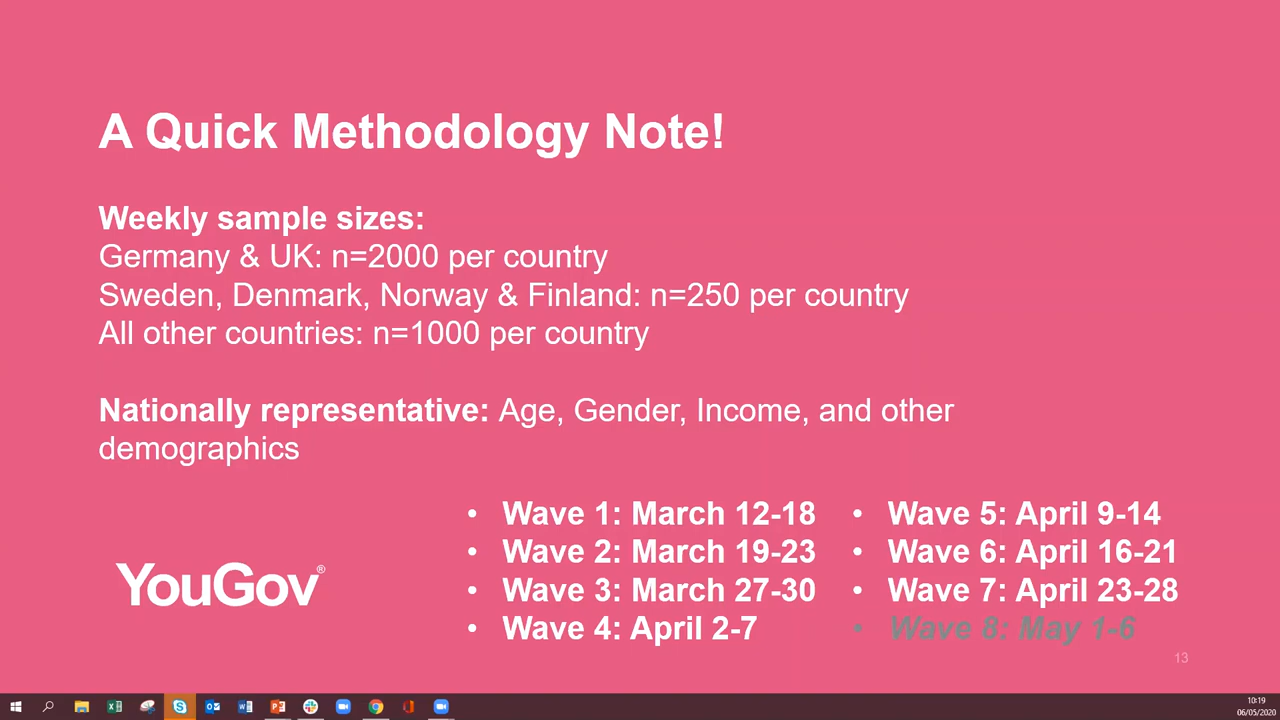 A Quick Methodology Note!
Weekly sample sizes:
Germany & UK: n=2000 per country
Sweden, Denmark, Norway & Finland: n=250 per country
All other countries: n=1000 per country
Nationally representative: Age, Gender, Income, and other
demographics
• Wave 1: March 12-18
• Wave 2: March 19-23
• Wave 3: March 27-30
• Wave 4: April 2-7
• Wave 5: April 9-14
• Wave 6: April 16-21
• Wave 7: April 23-28
• Wave 8: May 1-6
YouGov®
13
10:19
06/05/2020